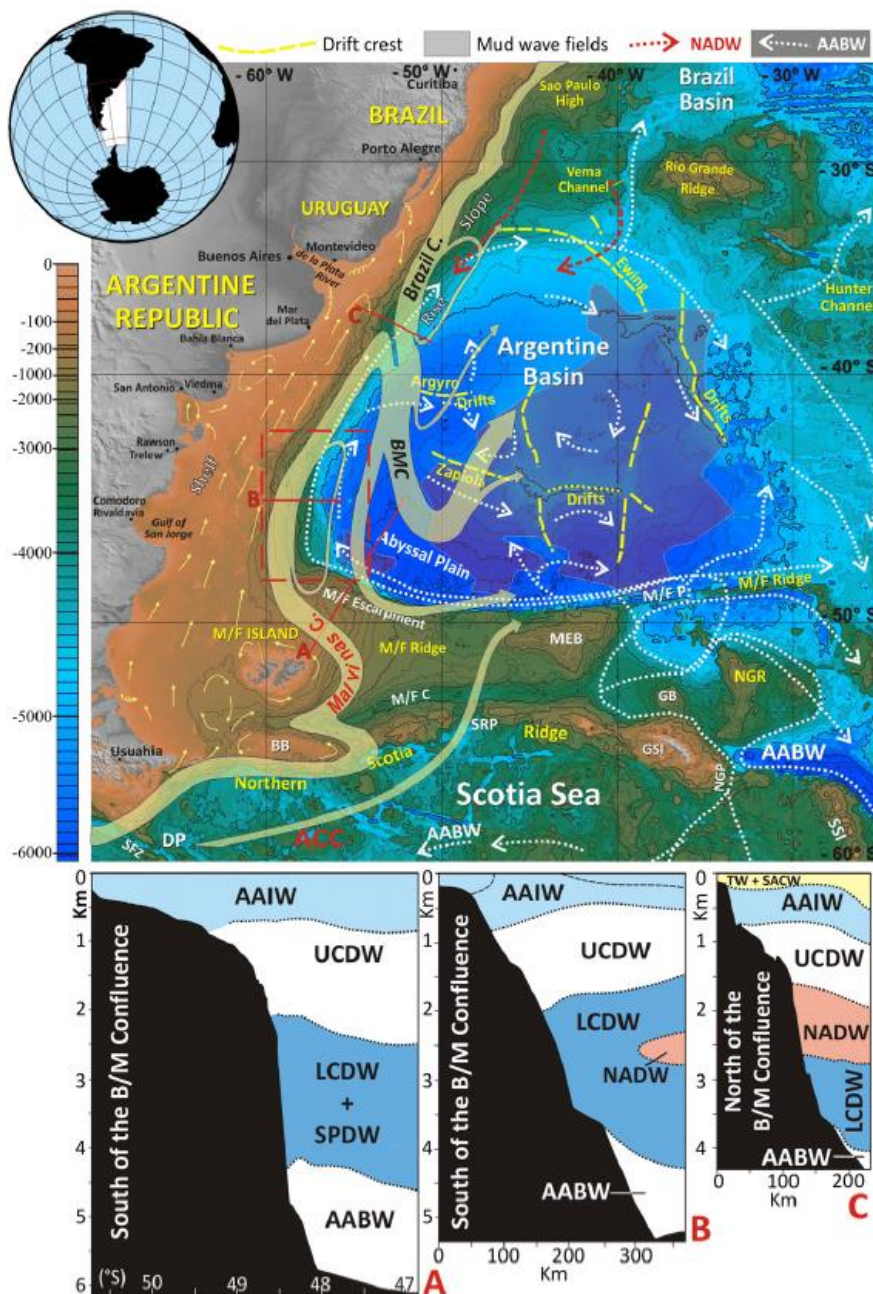 Drift crest
Mud wave fields
NADW
AABW
- 60° W
- 50° W
- 40° W
- 30° W
Curitiba
Sao Paulo
High
Brazil
Basin
BRAZIL
Porto Alegre
- 30° S
Vema
Channel
Rio Grande
Ridge
URUGUAY
Slope
Buenos Aires
Montevideo
de la Plata
River
Brazil C.
Ewing
Hunter
Channel
ARGENTINE
REPUBLIC
Mar
del Plata
Rise
C
Bahia Blanca
Argentine
Basin
- 40° S
San Antonio
Viedma
Argyro
Drifts
Drifts
Rawson
Trelew
Shelf
BMC
Zapiola
Drifts
B
Comodoro
Rivaldavia
Gulf of
San Jorge
Abyssal Plain
M/F Escarpment
M/F P.
M/F Ridge
- 50° S
M/F ISLAND
A
Malvinas C.
M/F Ridge
MEB
NGR
M/F C
GB
Usuahia
BB
SRP
Ridge
GSI
Scotia
Northern
NGP
AABW
Scotia Sea
SFZ
DP
ACC
AABW
SSI
- 60° S
0
-100
-200
-1000
-2000
-3000
-4000
-5000
-6000
0
Km
1
2
3
4
5
6
South of the B/M Confluence
AAIW
UCDW
LCDW
+
SPDW
AABW
(°S)
50
49
48
47
A
0
Km
1
2
3
4
5
South of the B/M Confluence
AAIW
UCDW
LCDW
NADW
AABW
0
100
200
300
Km
B
0
Km
1
2
3
4
North of the
B/M Confluence
TW + SACW
AAIW
UCDW
NADW
LCDW
AABW
0
100
200
Km
C